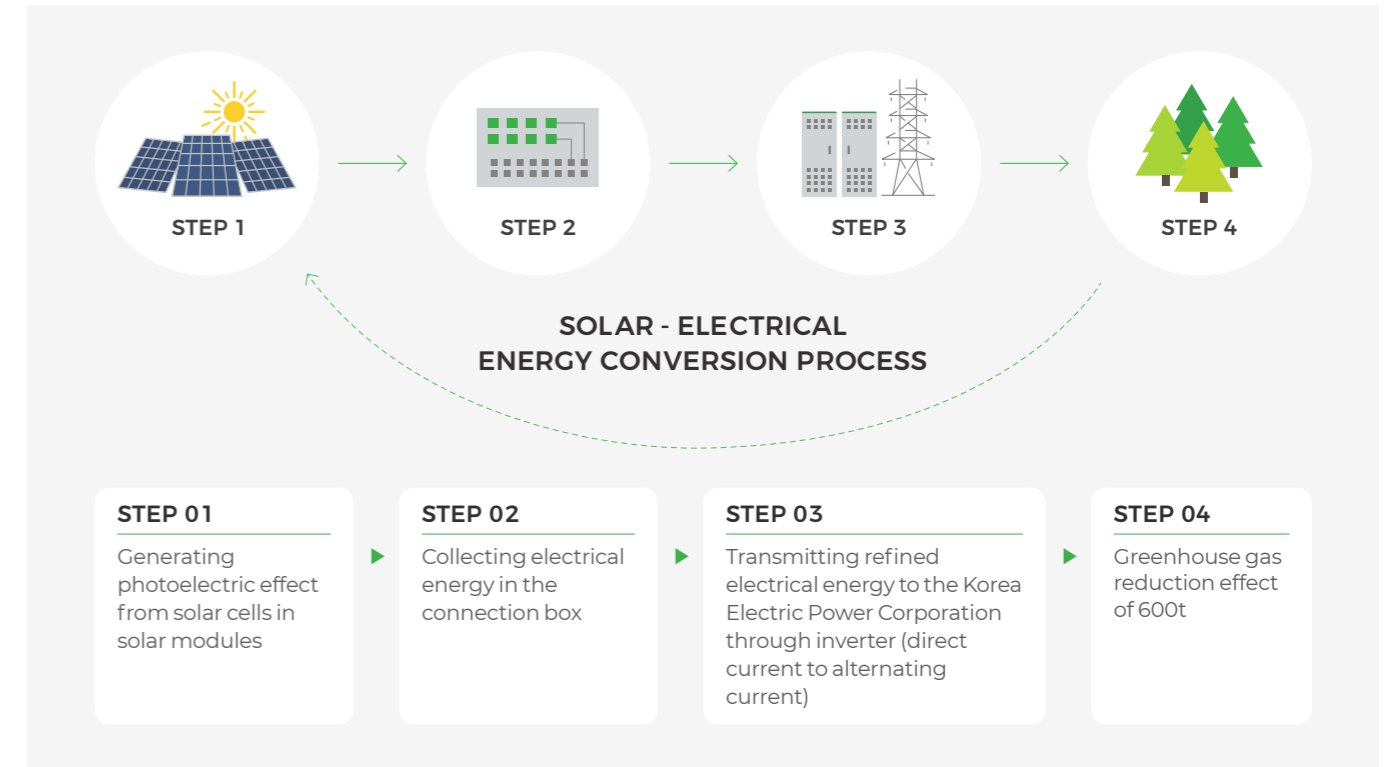 STEP 1
STEP 2
STEP 3
STEP 4
SOLAR - ELECTRICAL
ENERGY CONVERSION PROCESS
STEP 01
Generating
photoelectric effect
from solar cells in
solar modules
STEP 02
Collecting electrical
energy in the
connection box
STEP 03
Transmitting refined
electrical energy to the Korea
Electric Power Corporation
through inverter (direct
current to alternating
current)
STEP 04
Greenhouse gas
reduction effect
of 600t